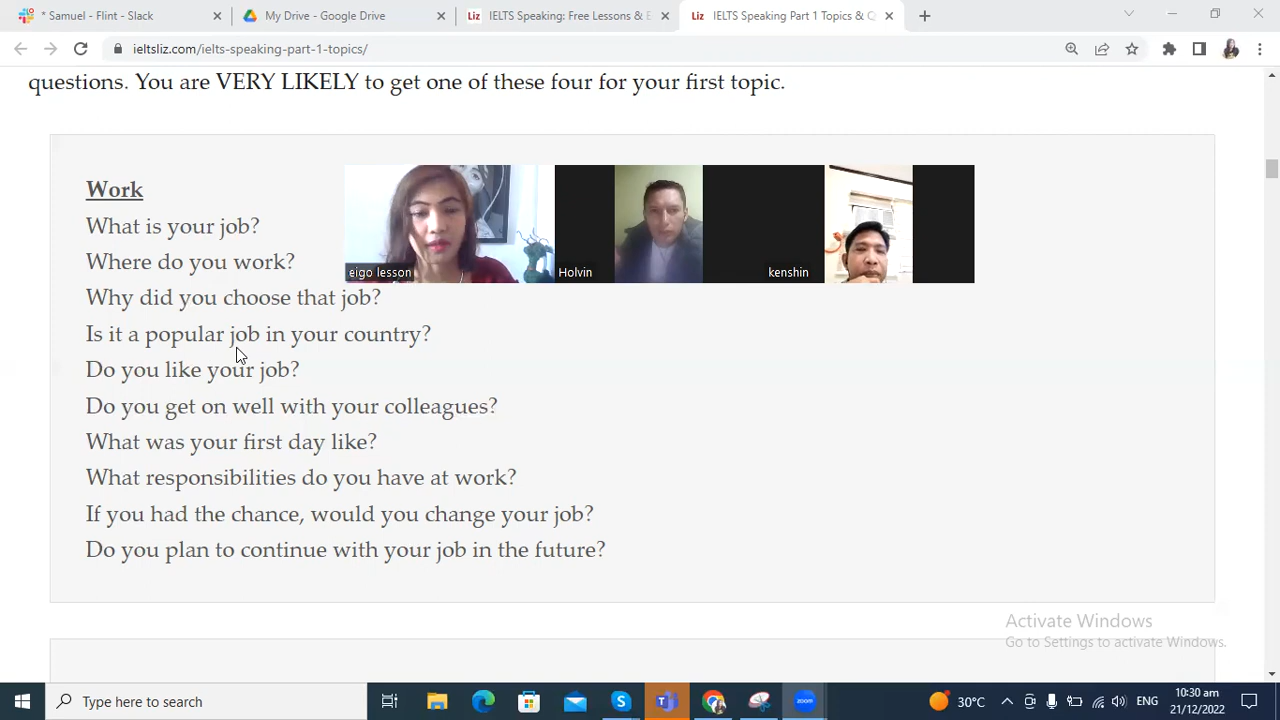 * Samuel - Flint - Slack
My Drive - Google Drive
Liz IELTS Speaking: Free Lessons & E
Liz IELTS Speaking Part 1 Topics & Q
ieltsliz.com/ielts-speaking-part-1-topics/
questions. You are VERY LIKELY to get one of these four for your first topic.
Work
What is your job?
Where do you work?
eigo lesson
Holvin
kenshin
Why did you choose that job?
Is it a popular job in your country?
Do you like your job?
Do you get on well with your colleagues?
What was your first day like?
What responsibilities do you have at work?
If you had the chance, would you change your job?
Do you plan to continue with your job in the future?
Activate Windows
Go to Settings to activate Windows.
Type here to search
zoom
30°C
ENG
10:30 am
21/12/2022